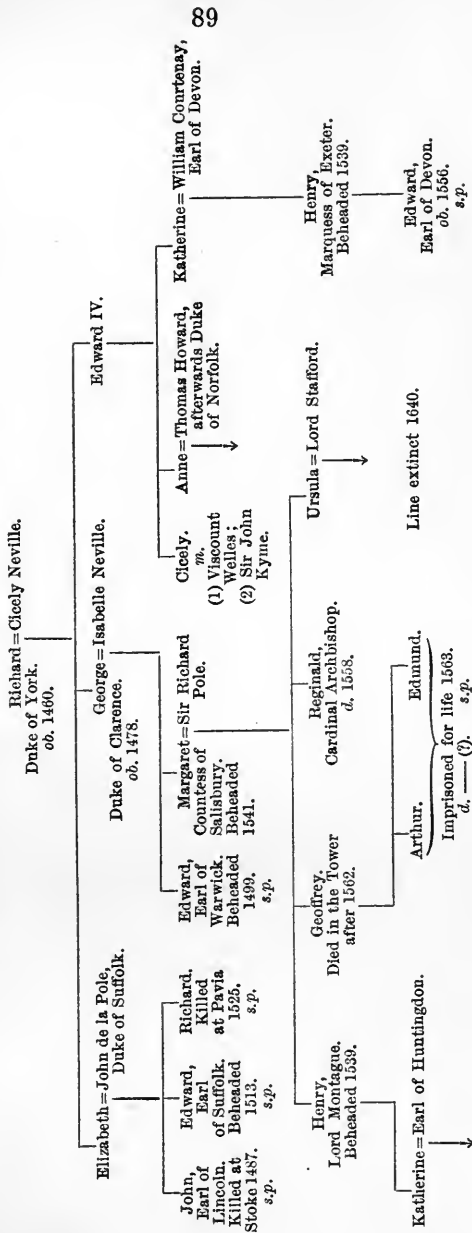 89
Richard=Cicely Neville.
Duke of York.
ob. 1460.
Elizabeth=John de la Pole,
Duke of Suffolk.
George=Isabelle Neville.
Duke of Clarence.
ob. 1478.
Edward IV.
John,
Earl of
Lincoln.
Killed at
Stoke 1487.
s.p.
Edward,
Earl
of Suffolk.
Beheaded
1513.
s.p.
Richard.
Killed
at Pavia
1525.
s.p.
Edward,
Earl of
Warwick.
Beheaded
1499.
s.p.
Margaret=Sir Richard
Countess of Pole.
Salisbury.
Beheaded
1541.
Cicely.
m.
(1) Viscount
Welles;
(2) Sir John
Kyme.
Anne=Thomas Howard,
afterwards Duke
of Norfolk.
Katherine=William Courtenay,
Earl of Devon.
Henry,
Lord Montague.
Beheaded 1539.
Geoffrey.
Died in the Tower
after 1562.
Reginald,
Cardinal Archbishop.
d. 1558.
Ursula=Lord Stafford.
Henry,
Marquess of Exeter.
Beheaded 1539.
Katherine=Earl of Huntingdon.
Arthur.
Edmund.
Imprisoned for life 1563.
d. —— (?). s.p.
Line extinct 1640.
Edward,
Earl of Devon.
ob. 1556.
s.p.